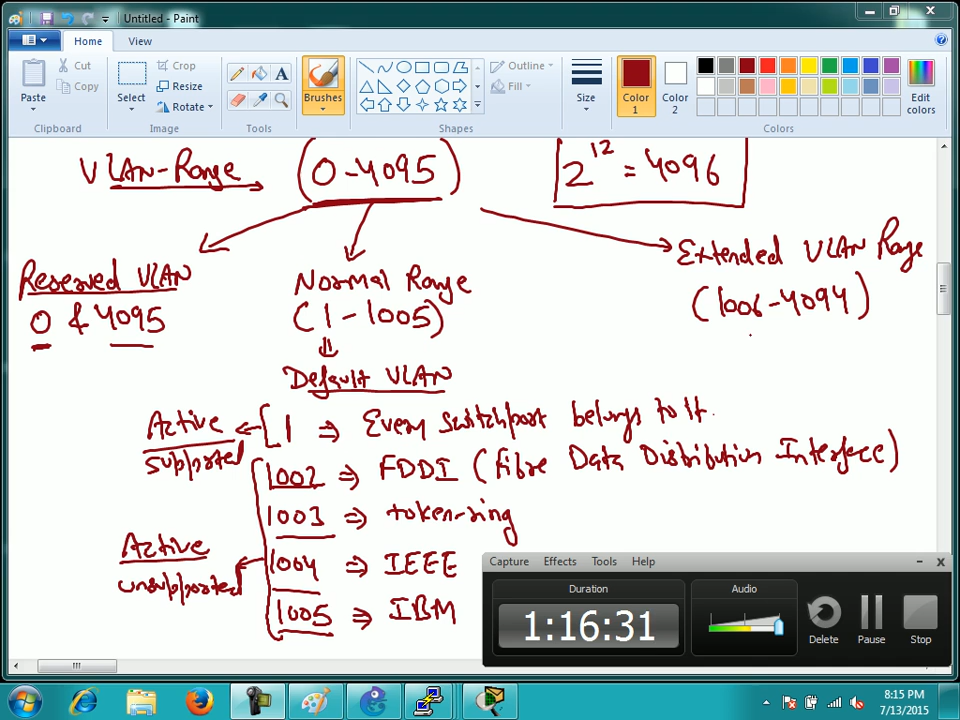 Untitled - Paint
Home
View
Paste
Cut
Copy
Clipboard
Select
Crop
Resize
Rotate
Image
Tools
Brushes
Shapes
Outline
Fill
Size
Color 1
Color 2
Edit colors
Colors
VLAN-Range (0-4095)
2^12 = 4096
Reserved VLAN
0 & 4095
Normal Range
(1-1005)
Extended VLAN Range
(1006-4094)
⇓
Default VLAN
Active
supported
1 ⇒ Every switchport belongs to It.
1002 ⇒ FDDI (Fibre Data Distribution Interface)
1003 ⇒ token-ring
Active
unsupported
1004 ⇒ IEEE
1005 ⇒ IBM
Capture Effects Tools Help
Duration
1:16:31
Audio
Delete
Pause
Stop
8:15 PM
7/13/2015